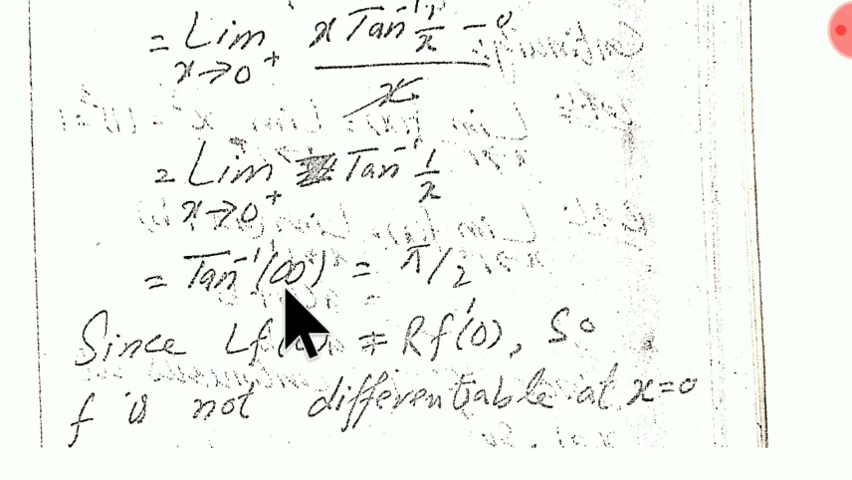 = Lim x→0+ x Tan⁻¹ 1/x − 0 / x
= Lim x→0+ Tan⁻¹ 1/x
= Tan⁻¹(∞) = π/2
Since Lf ≠ Rf'(0), So
f is not differentiable at x=0